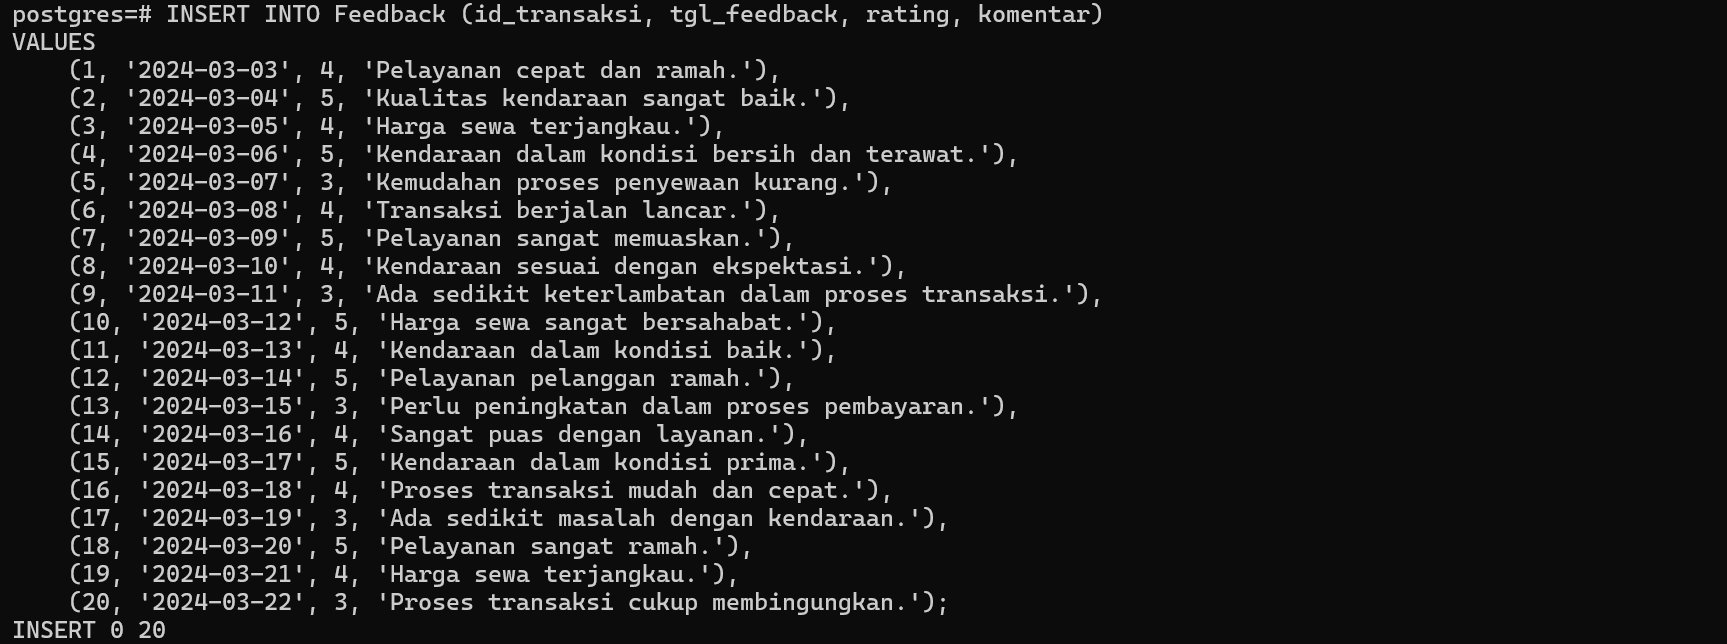 postgres=# INSERT INTO Feedback (id_transaksi, tgl_feedback, rating, komentar)
VALUES
    (1, '2024-03-03', 4, 'Pelayanan cepat dan ramah.'),
    (2, '2024-03-04', 5, 'Kualitas kendaraan sangat baik.'),
    (3, '2024-03-05', 4, 'Harga sewa terjangkau.'),
    (4, '2024-03-06', 5, 'Kendaraan dalam kondisi bersih dan terawat.'),
    (5, '2024-03-07', 3, 'Kemudahan proses penyewaan kurang.'),
    (6, '2024-03-08', 4, 'Transaksi berjalan lancar.'),
    (7, '2024-03-09', 5, 'Pelayanan sangat memuaskan.'),
    (8, '2024-03-10', 4, 'Kendaraan sesuai dengan ekspektasi.'),
    (9, '2024-03-11', 3, 'Ada sedikit keterlambatan dalam proses transaksi.'),
    (10, '2024-03-12', 5, 'Harga sewa sangat bersahabat.'),
    (11, '2024-03-13', 4, 'Kendaraan dalam kondisi baik.'),
    (12, '2024-03-14', 5, 'Pelayanan pelanggan ramah.'),
    (13, '2024-03-15', 3, 'Perlu peningkatan dalam proses pembayaran.'),
    (14, '2024-03-16', 4, 'Sangat puas dengan layanan.'),
    (15, '2024-03-17', 5, 'Kendaraan dalam kondisi prima.'),
    (16, '2024-03-18', 4, 'Proses transaksi mudah dan cepat.'),
    (17, '2024-03-19', 3, 'Ada sedikit masalah dengan kendaraan.'),
    (18, '2024-03-20', 5, 'Pelayanan sangat ramah.'),
    (19, '2024-03-21', 4, 'Harga sewa terjangkau.'),
    (20, '2024-03-22', 3, 'Proses transaksi cukup membingungkan.');
INSERT 0 20